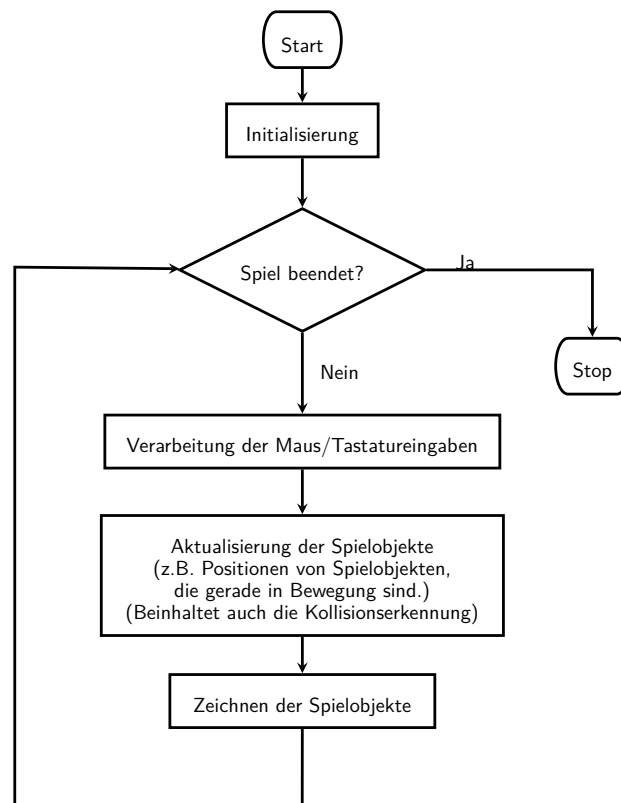 Start
Initialisierung
Spiel beendet?
Ja
Stop
Nein
Verarbeitung der Maus/Tastatureingaben
Aktualisierung der Spielobjekte
(z.B. Positionen von Spielobjekten,
die gerade in Bewegung sind.)
(Beinhaltet auch die Kollisionserkennung)
Zeichnen der Spielobjekte